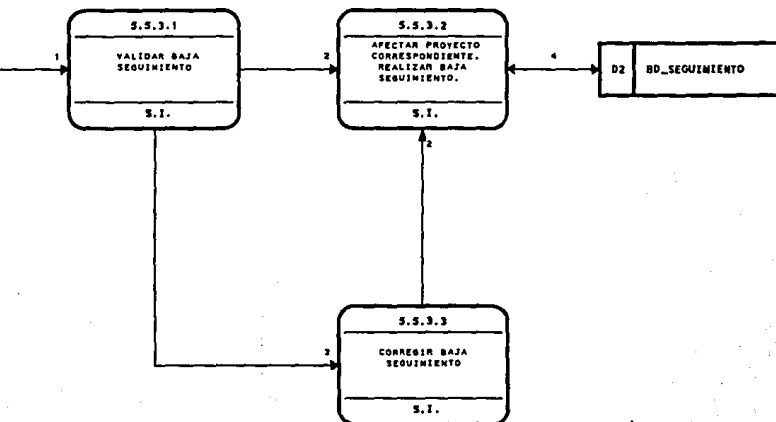 5.5.3.1
VALIDAR BAJA
SEGUIMIENTO
S.I.
1
2
5.5.3.2
AFECTAR PROYECTO
CORRESPONDIENTE.
REALIZAR BAJA
SEGUIMIENTO.
S.I.
4
D2
BD_SEGUIMIENTO
2
3
5.5.3.3
CORREGIR BAJA
SEGUIMIENTO
S.I.